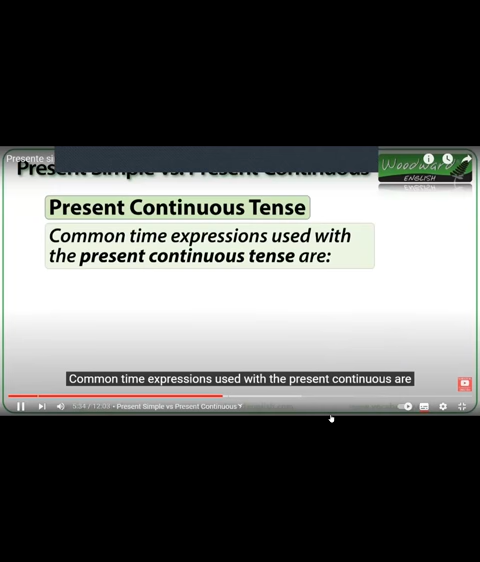 Presente si
Present Simple vs. Present Continuous
Woodward
ENGLISH
Present Continuous Tense
Common time expressions used with
the present continuous tense are:
Common time expressions used with the present continuous are
5:34 / 12:03 • Present Simple vs Present Continuous